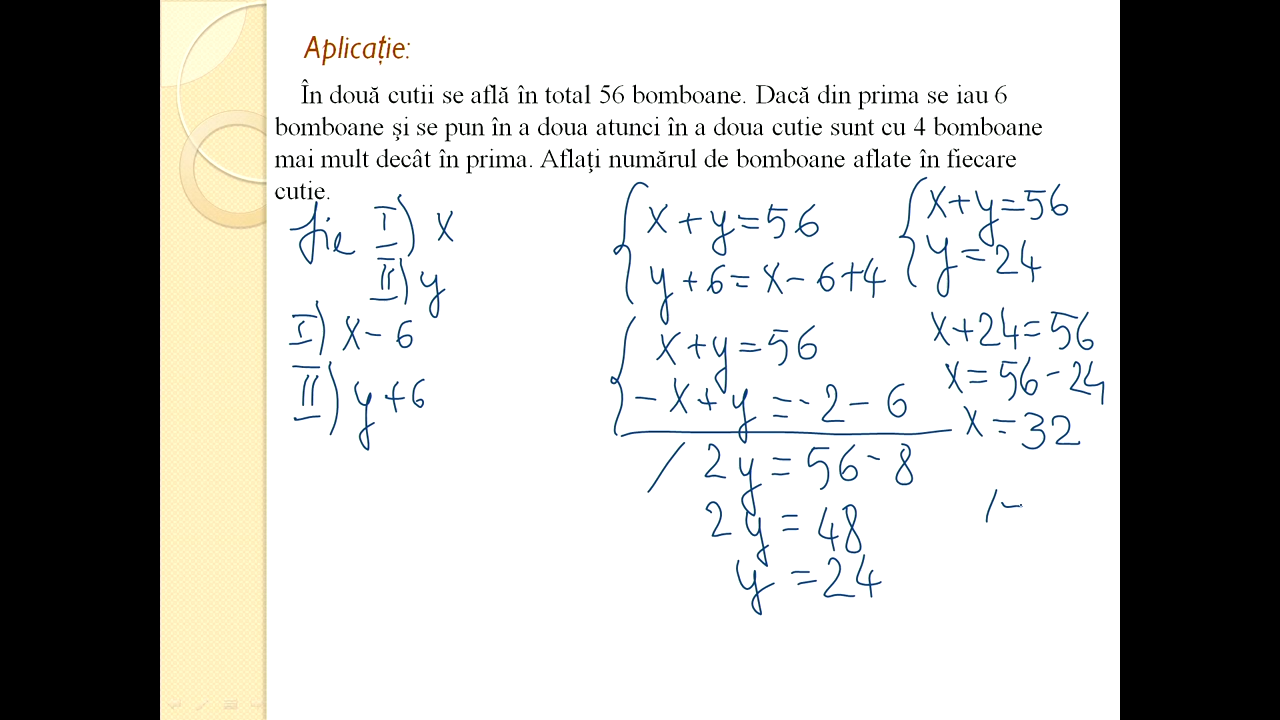 Aplicație:
În două cutii se află în total 56 bomboane. Dacă din prima se iau 6
bomboane şi se pun în a doua atunci în a doua cutie sunt cu 4 bomboane
mai mult decât în prima. Aflaţi numărul de bomboane aflate în fiecare
cutie.
fie I) x
II) y
I) x - 6
II) y + 6
x + y = 56
y + 6 = x - 6 + 4
x + y = 56
- x + y = - 2 - 6
/ 2y = 56 - 8
2y = 48
y = 24
x + y = 56
y = 24
x + 24 = 56
x = 56 - 24
x = 32